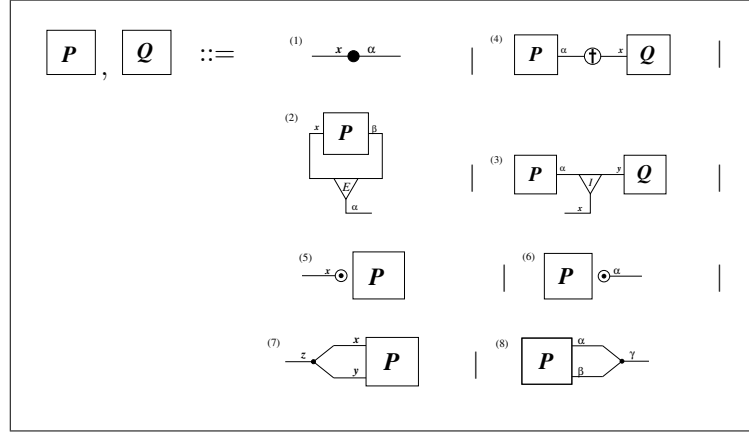 P , Q ::= (1) x α | (4) P α † x Q |
(2) x P β E α | (3) P α y Q I x |
(5) x P | (6) P α |
(7) z x y P | (8) P α β γ